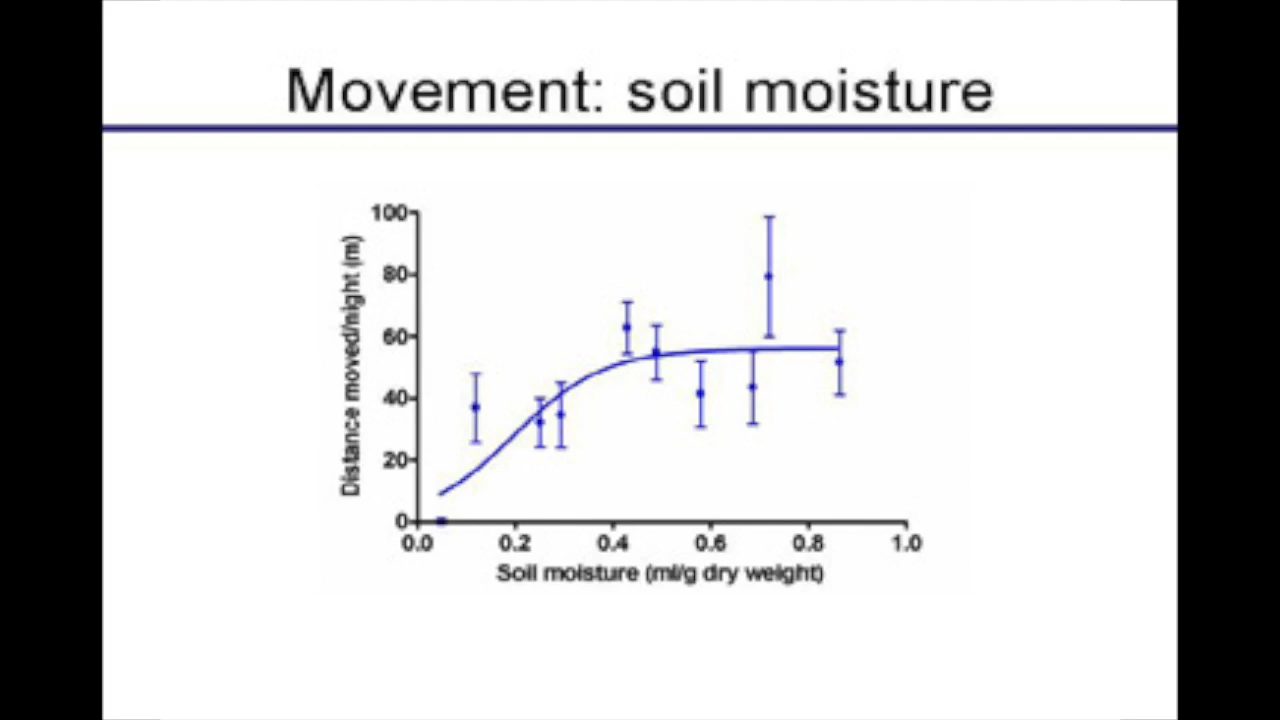 Movement: soil moisture
100
80
60
40
20
0
Distance moved/night (m)
0.0 0.2 0.4 0.6 0.8 1.0
Soil moisture (ml/g dry weight)